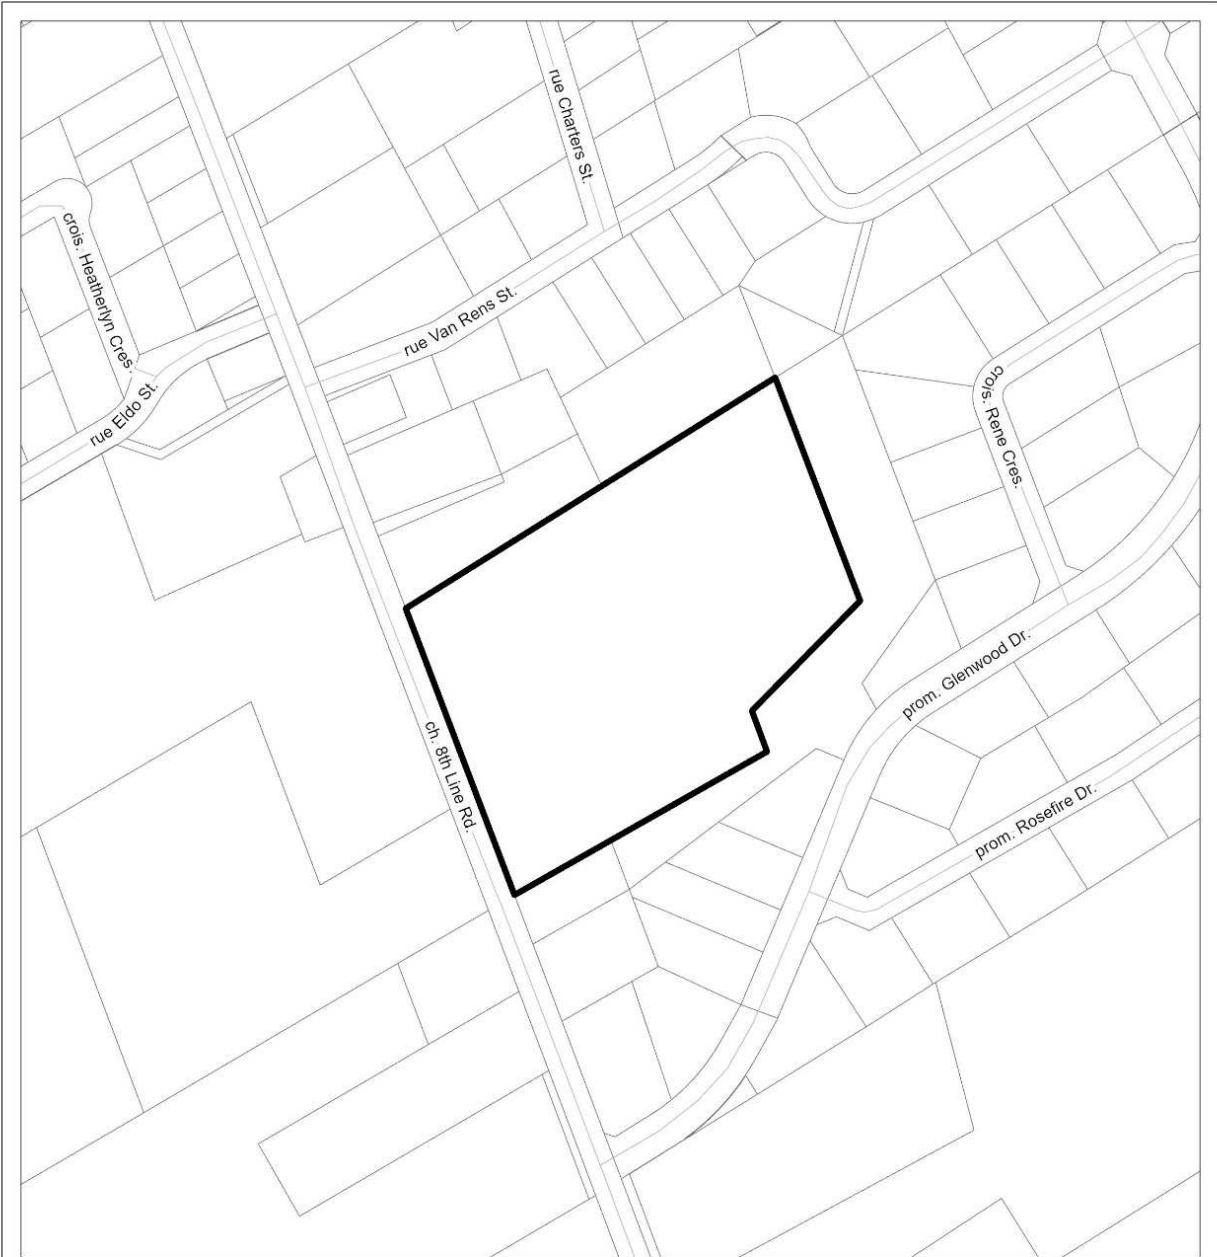 rue Charters St.
crois. Heatherlyn Cres.
rue Van Rens St.
rue Eldo St.
crois. Rene Cres.
prom. Glenwood Dr.
ch. 8th Line Rd.
prom. Rosefire Dr.